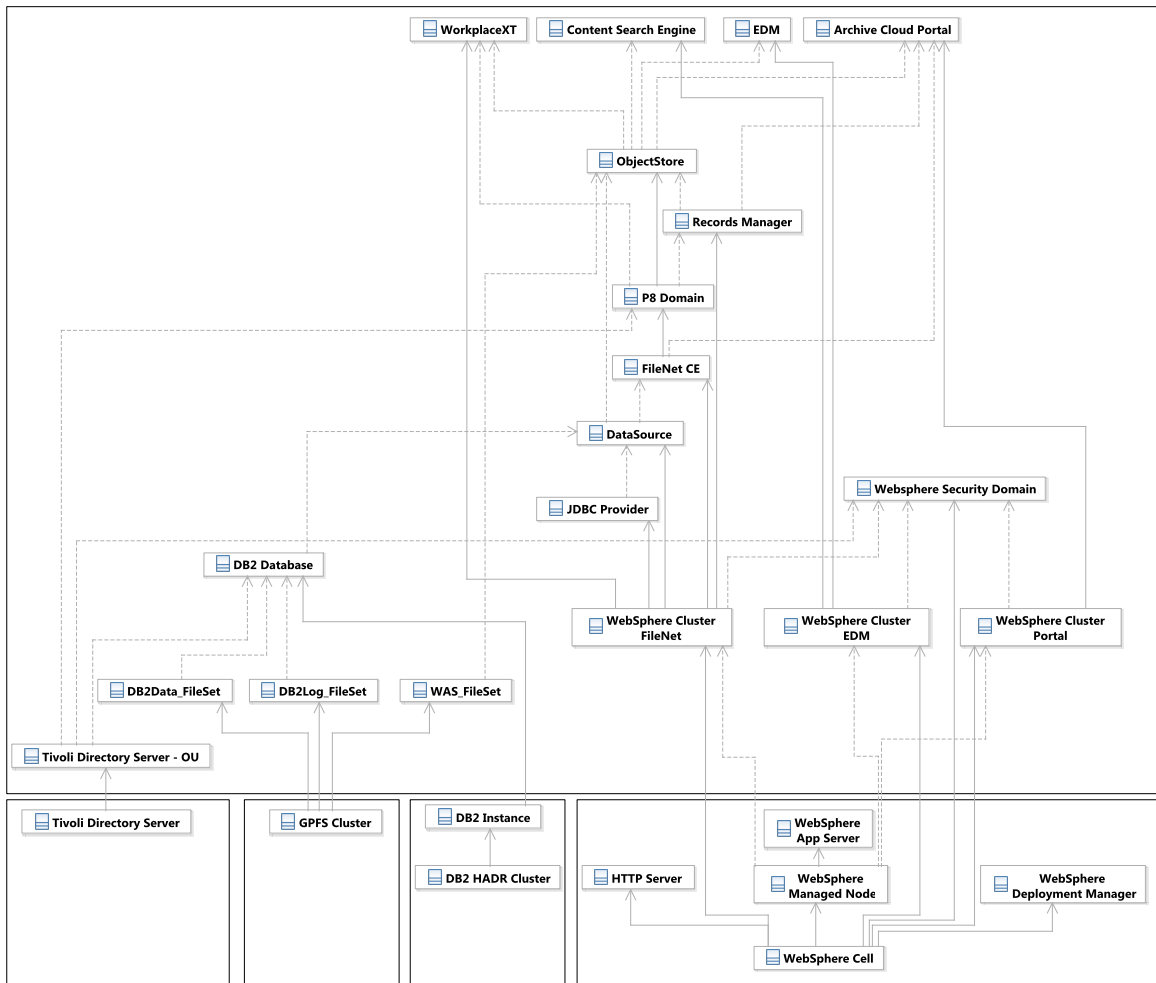 WorkplaceXT
Content Search Engine
EDM
Archive Cloud Portal
ObjectStore
Records Manager
P8 Domain
FileNet CE
DataSource
Websphere Security Domain
JDBC Provider
DB2 Database
WebSphere Cluster
FileNet
WebSphere Cluster
EDM
WebSphere Cluster
Portal
DB2Data_FileSet
DB2Log_FileSet
WAS_FileSet
Tivoli Directory Server - OU
Tivoli Directory Server
GPFS Cluster
DB2 Instance
DB2 HADR Cluster
WebSphere
App Server
HTTP Server
WebSphere
Managed Node
WebSphere
Deployment Manager
WebSphere Cell